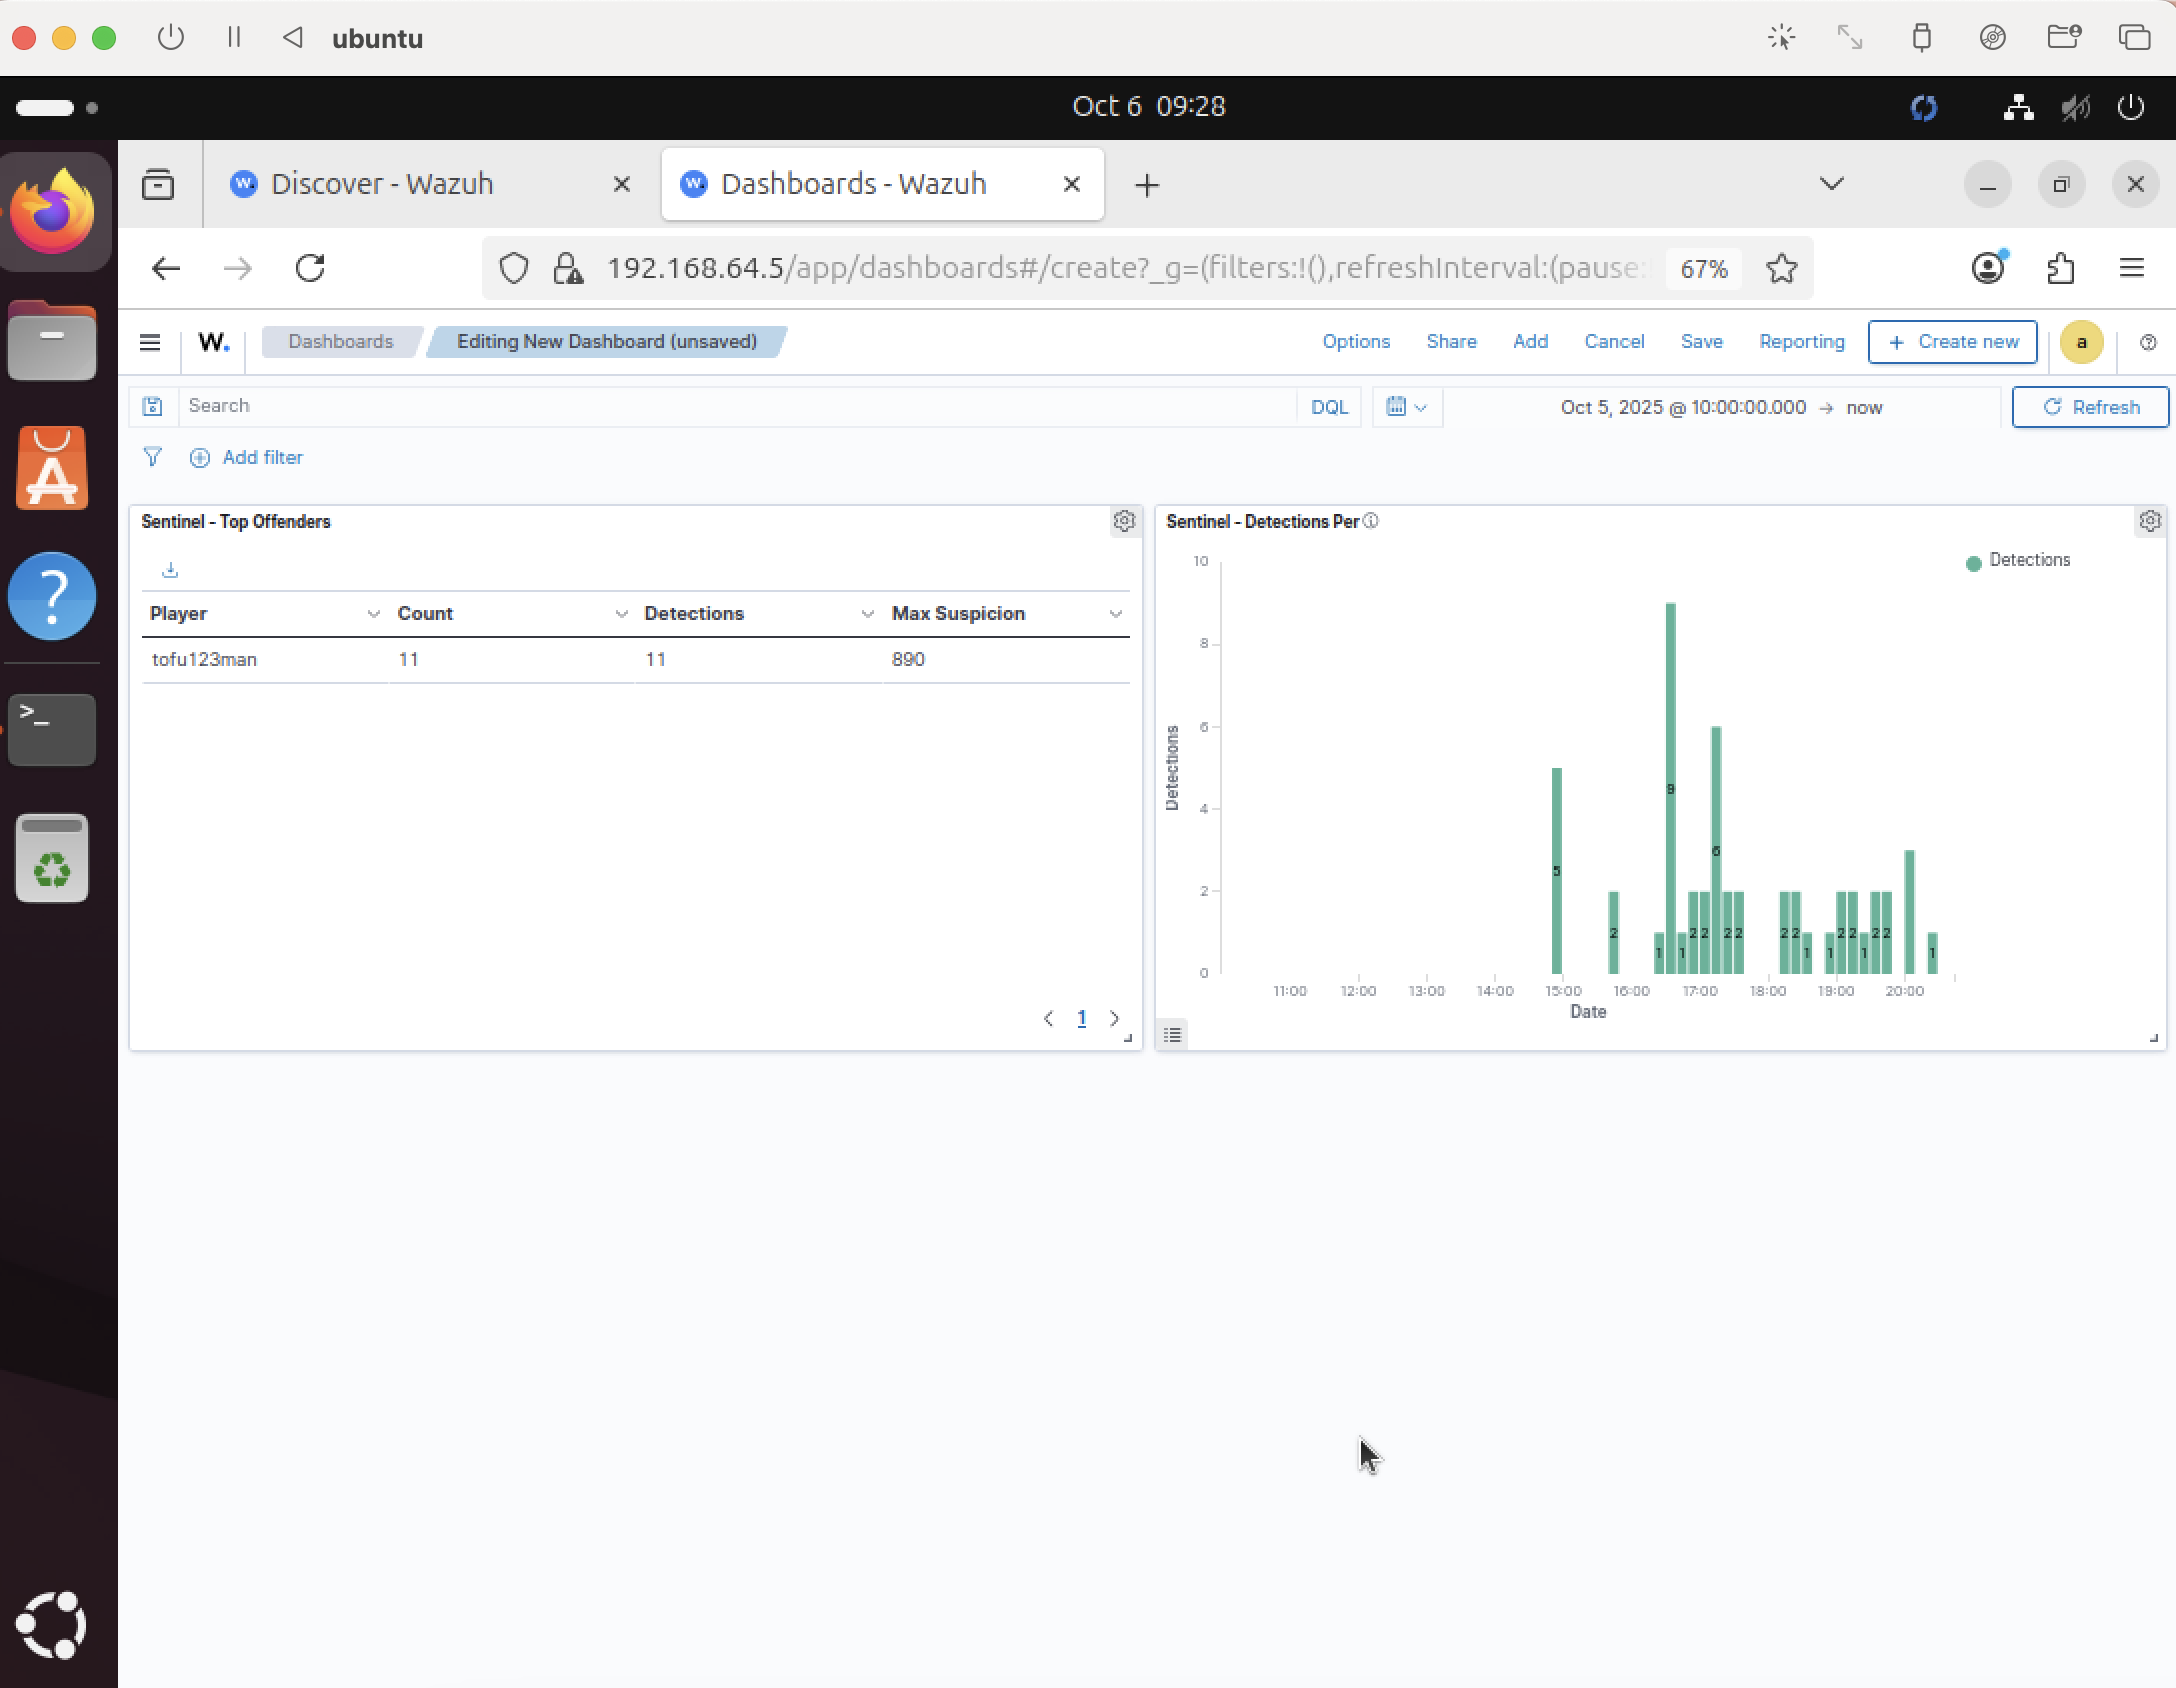 ubuntu
Oct 6 09:28
Discover - Wazuh
Dashboards - Wazuh
192.168.64.5/app/dashboards#/create?_g=(filters:!(),refreshInterval:(pause:
67%
W.
Dashboards
Editing New Dashboard (unsaved)
Options
Share
Add
Cancel
Save
Reporting
+ Create new
a
Search
DQL
Oct 5, 2025 @ 10:00:00.000 → now
Refresh
Add filter
Sentinel - Top Offenders
Player Count Detections Max Suspicion
tofu123man 11 11 890
1
Sentinel - Detections Per
Detections
10
8
6
4
2
0
Detections
5 2 1 9 1 2 2 6 2 2 2 2 1 1 2 2 1 2 2 1
11:00 12:00 13:00 14:00 15:00 16:00 17:00 18:00 19:00 20:00
Date